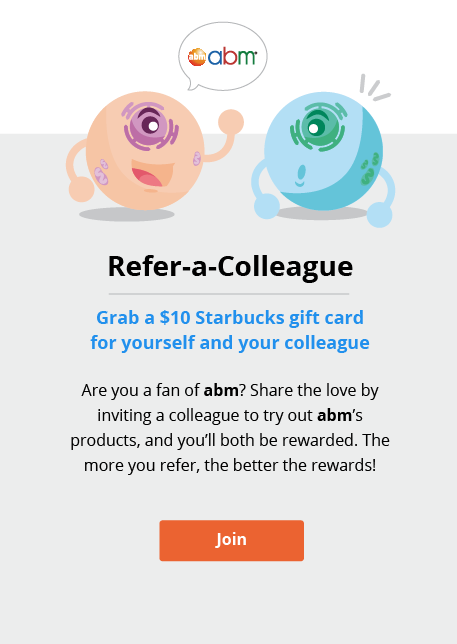 abm abm
Refer-a-Colleague
Grab a $10 Starbucks gift card
for yourself and your colleague
Are you a fan of abm? Share the love by
inviting a colleague to try out abm’s
products, and you’ll both be rewarded. The
more you refer, the better the rewards!
Join